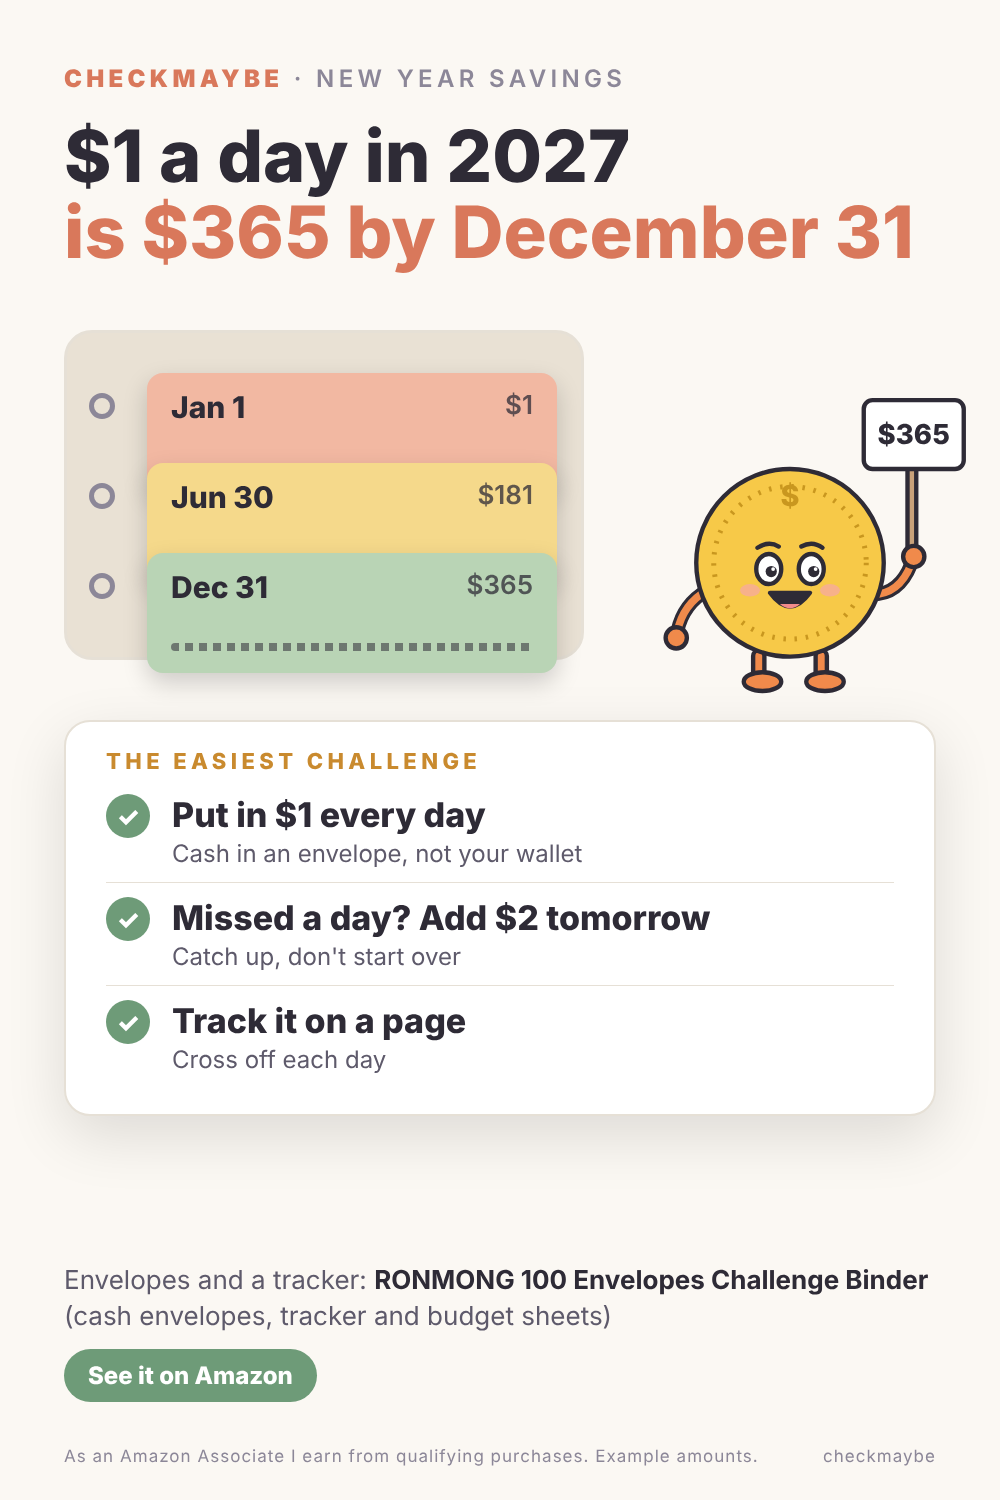 CHECKMAYBE · NEW YEAR SAVINGS
$1 a day in 2027
is $365 by December 31
Jan 1 $1
Jun 30 $181
Dec 31 $365
$365
$
THE EASIEST CHALLENGE
Put in $1 every day
Cash in an envelope, not your wallet
Missed a day? Add $2 tomorrow
Catch up, don't start over
Track it on a page
Cross off each day
Envelopes and a tracker: RONMONG 100 Envelopes Challenge Binder
(cash envelopes, tracker and budget sheets)
See it on Amazon
As an Amazon Associate I earn from qualifying purchases. Example amounts. checkmaybe